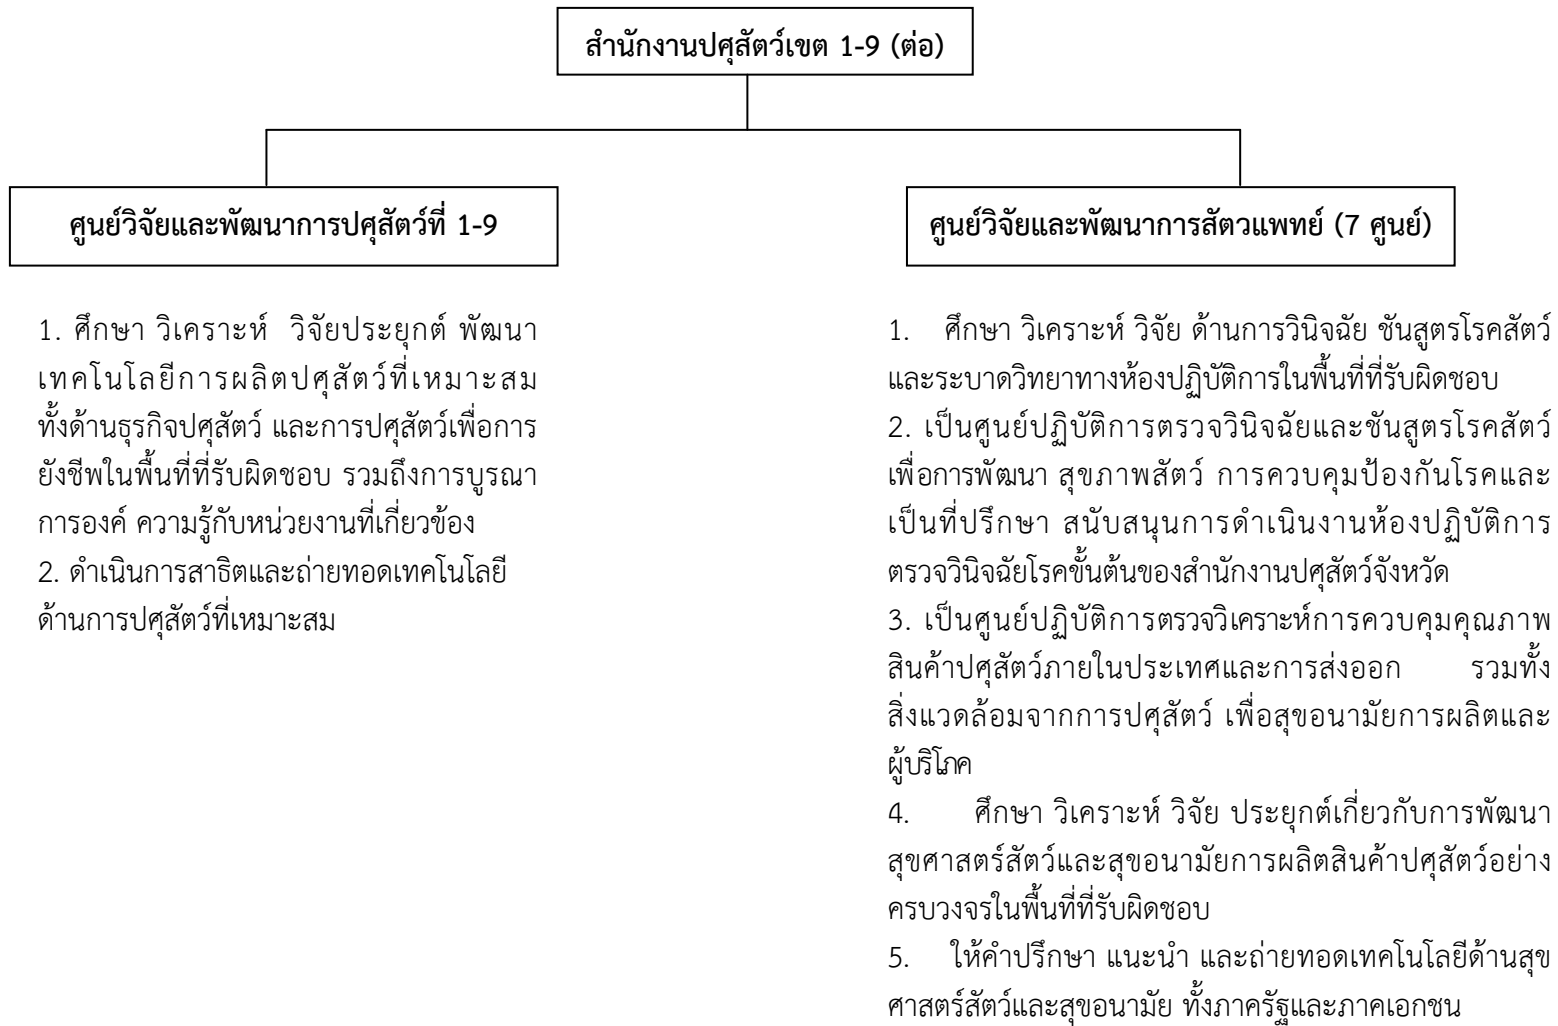 สำนักงานปศุสัตว์เขต 1-9 (ต่อ)
ศูนย์วิจัยและพัฒนาการปศุสัตว์ที่ 1-9
1. ศึกษา วิเคราะห์ วิจัยประยุกต์ พัฒนา
เทคโนโลยีการผลิตปศุสัตว์ที่เหมาะสม
ทั้งด้านธุรกิจปศุสัตว์ และการปศุสัตว์เพื่อการ
ยังชีพในพื้นที่ที่รับผิดชอบ รวมถึงการบูรณา
การองค์ ความรู้กับหน่วยงานที่เกี่ยวข้อง
2. ดำเนินการสาธิตและถ่ายทอดเทคโนโลยี
ด้านการปศุสัตว์ที่เหมาะสม
ศูนย์วิจัยและพัฒนาการสัตวแพทย์ (7 ศูนย์)
1. ศึกษา วิเคราะห์ วิจัย ด้านการวินิจฉัย ชันสูตรโรคสัตว์
และระบาดวิทยาทางห้องปฏิบัติการในพื้นที่ที่รับผิดชอบ
2. เป็นศูนย์ปฏิบัติการตรวจวินิจฉัยและชันสูตรโรคสัตว์
เพื่อการพัฒนา สุขภาพสัตว์ การควบคุมป้องกันโรคและ
เป็นที่ปรึกษา สนับสนุนการดำเนินงานห้องปฏิบัติการ
ตรวจวินิจฉัยโรคขั้นต้นของสำนักงานปศุสัตว์จังหวัด
3. เป็นศูนย์ปฏิบัติการตรวจวิเคราะห์การควบคุมคุณภาพ
สินค้าปศุสัตว์ภายในประเทศและการส่งออก รวมทั้ง
สิ่งแวดล้อมจากการปศุสัตว์ เพื่อสุขอนามัยการผลิตและ
ผู้บริโภค
4. ศึกษา วิเคราะห์ วิจัย ประยุกต์เกี่ยวกับการพัฒนา
สุขศาสตร์สัตว์และสุขอนามัยการผลิตสินค้าปศุสัตว์อย่าง
ครบวงจรในพื้นที่ที่รับผิดชอบ
5. ให้คำปรึกษา แนะนำ และถ่ายทอดเทคโนโลยีด้านสุข
ศาสตร์สัตว์และสุขอนามัย ทั้งภาครัฐและภาคเอกชน